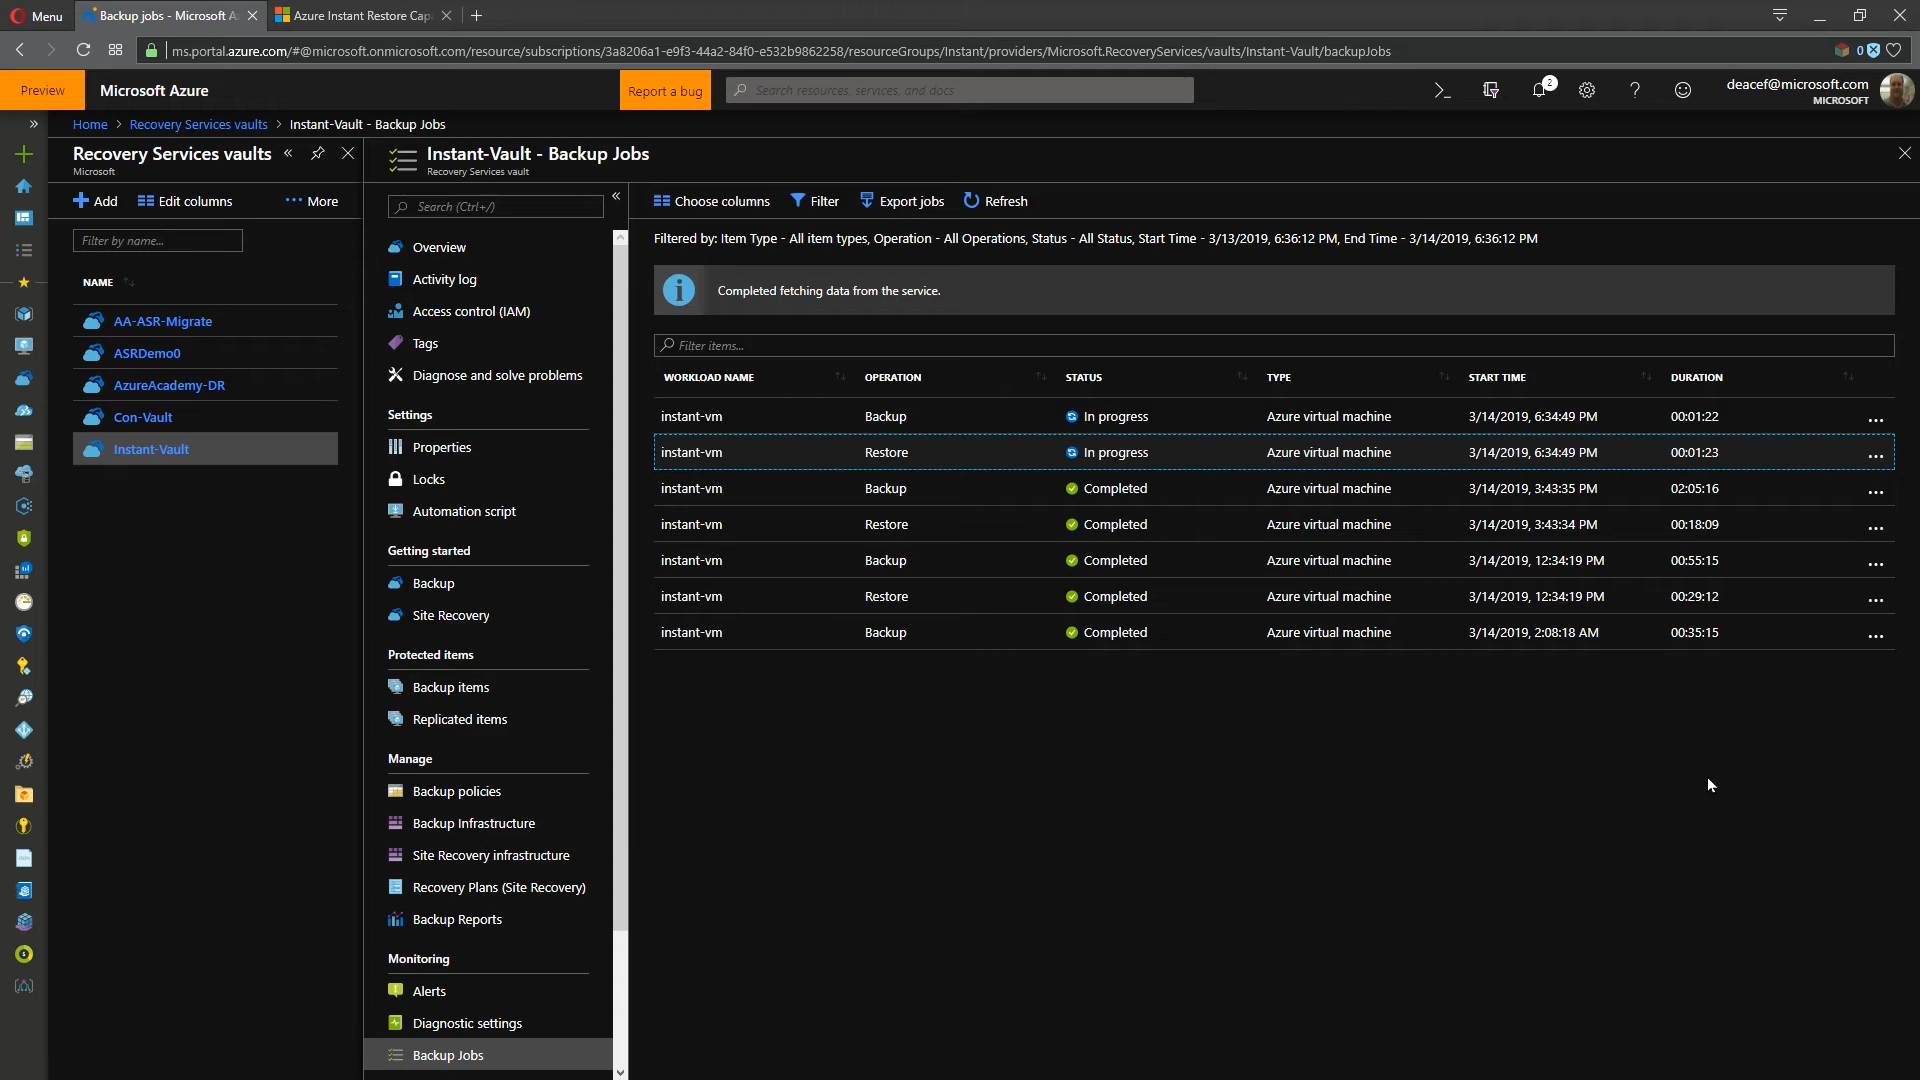 Menu
Backup jobs - Microsoft A
Azure Instant Restore Cap
ms.portal.azure.com/#@microsoft.onmicrosoft.com/resource/subscriptions/3a8206a1-e9f3-44a2-84f0-e532b9862258/resourceGroups/Instant/providers/Microsoft.RecoveryServices/vaults/Instant-Vault/backupJobs
0
Preview
Microsoft Azure
Report a bug
Search resources, services, and docs
2
deacef@microsoft.com
MICROSOFT
Home > Recovery Services vaults > Instant-Vault - Backup Jobs
Recovery Services vaults
Microsoft
Add
Edit columns
More
Filter by name...
NAME
AA-ASR-Migrate
ASRDemo0
AzureAcademy-DR
Con-Vault
Instant-Vault
Instant-Vault - Backup Jobs
Recovery Services vault
Search (Ctrl+/)
Overview
Activity log
Access control (IAM)
Tags
Diagnose and solve problems
Settings
Properties
Locks
Automation script
Getting started
Backup
Site Recovery
Protected items
Backup items
Replicated items
Manage
Backup policies
Backup Infrastructure
Site Recovery infrastructure
Recovery Plans (Site Recovery)
Backup Reports
Monitoring
Alerts
Diagnostic settings
Backup Jobs
Choose columns
Filter
Export jobs
Refresh
Filtered by: Item Type - All item types, Operation - All Operations, Status - All Status, Start Time - 3/13/2019, 6:36:12 PM, End Time - 3/14/2019, 6:36:12 PM
Completed fetching data from the service.
Filter items...
WORKLOAD NAME OPERATION STATUS TYPE START TIME DURATION
instant-vm Backup In progress Azure virtual machine 3/14/2019, 6:34:49 PM 00:01:22 ...
instant-vm Restore In progress Azure virtual machine 3/14/2019, 6:34:49 PM 00:01:23 ...
instant-vm Backup Completed Azure virtual machine 3/14/2019, 3:43:35 PM 02:05:16 ...
instant-vm Restore Completed Azure virtual machine 3/14/2019, 3:43:34 PM 00:18:09 ...
instant-vm Backup Completed Azure virtual machine 3/14/2019, 12:34:19 PM 00:55:15 ...
instant-vm Restore Completed Azure virtual machine 3/14/2019, 12:34:19 PM 00:29:12 ...
instant-vm Backup Completed Azure virtual machine 3/14/2019, 2:08:18 AM 00:35:15 ...